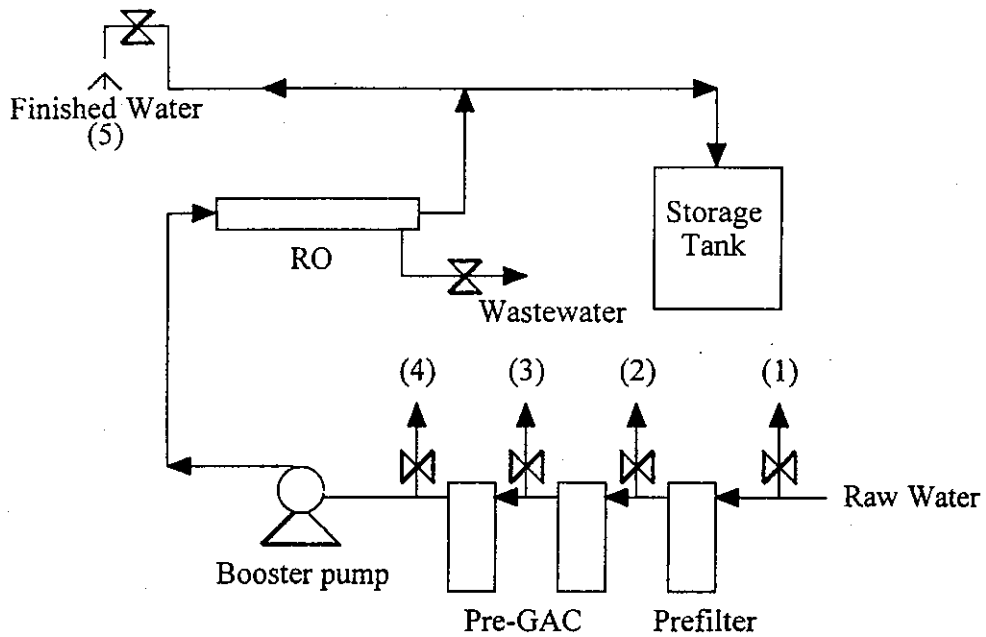 Finished Water
(5)
Storage
Tank
RO
Wastewater
(4)
(3)
(2)
(1)
Raw Water
Booster pump
Pre-GAC
Prefilter